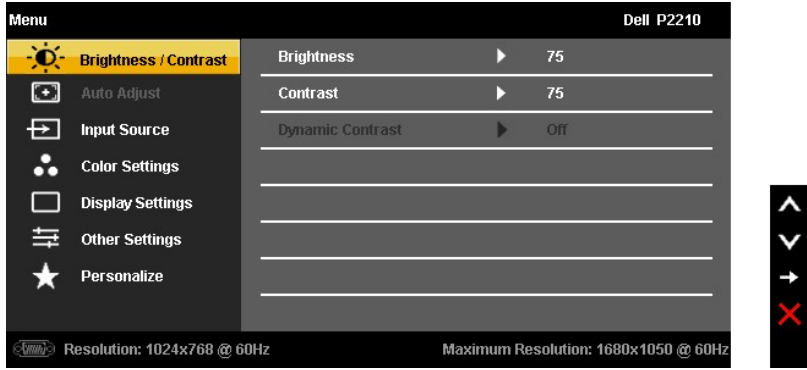 Menu Dell P2210
Brightness / Contrast Brightness 75
Auto Adjust Contrast 75
Input Source Dynamic Contrast Off
Color Settings
Display Settings
Other Settings
Personalize
Resolution: 1024x768 @ 60Hz Maximum Resolution: 1680x1050 @ 60Hz